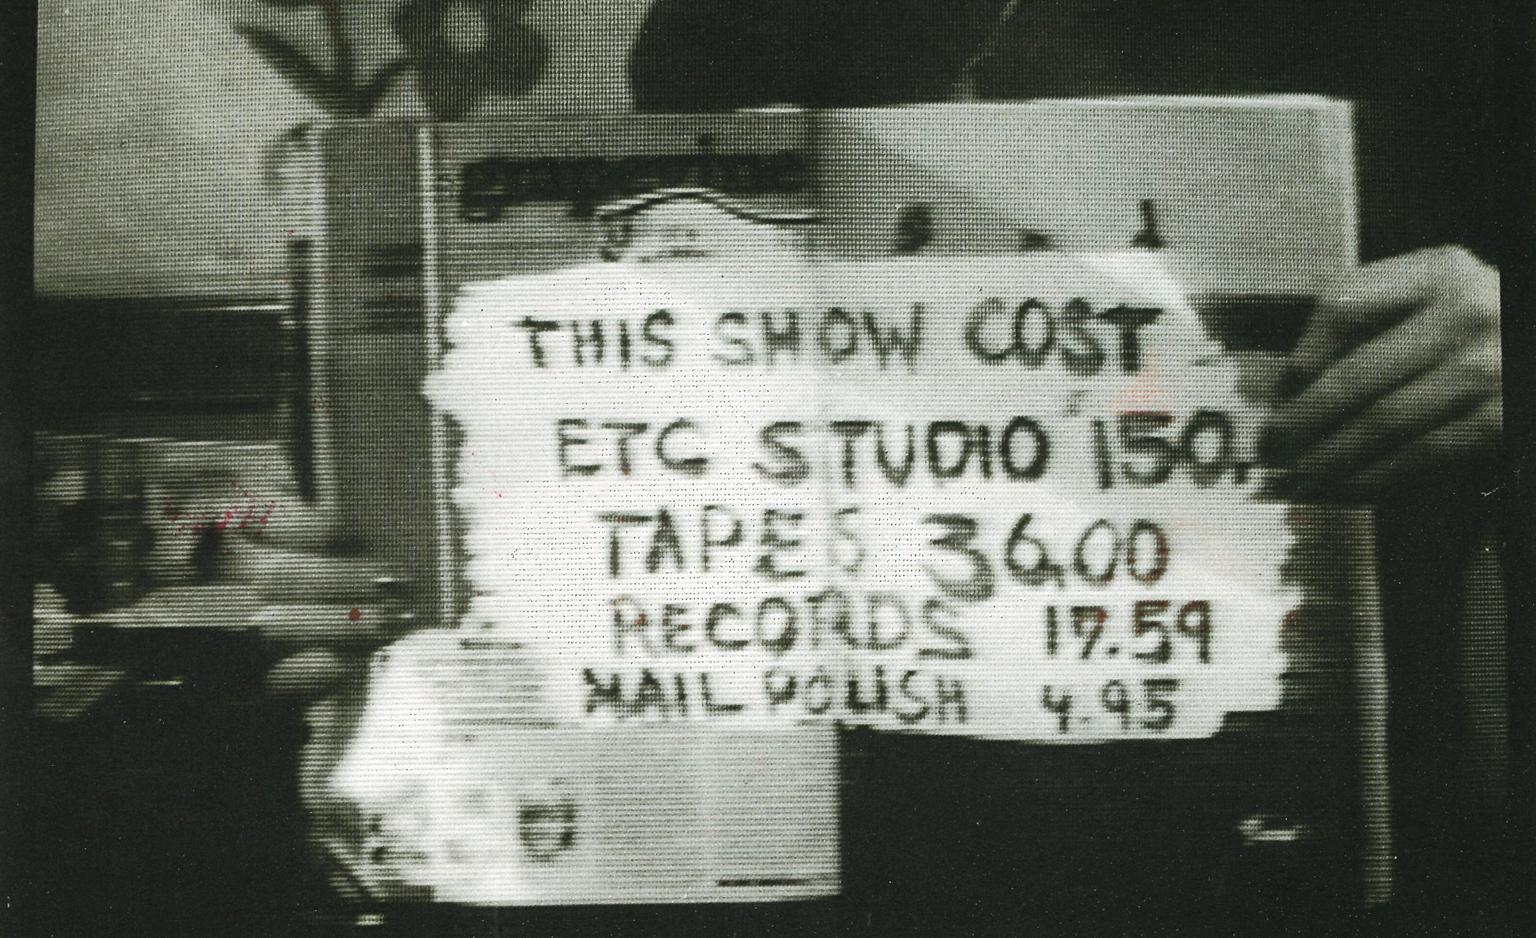 THIS SHOW COST
ETC STUDIO 150.
TAPES 36.00
RECORDS 17.59
NAIL POLISH 4.95